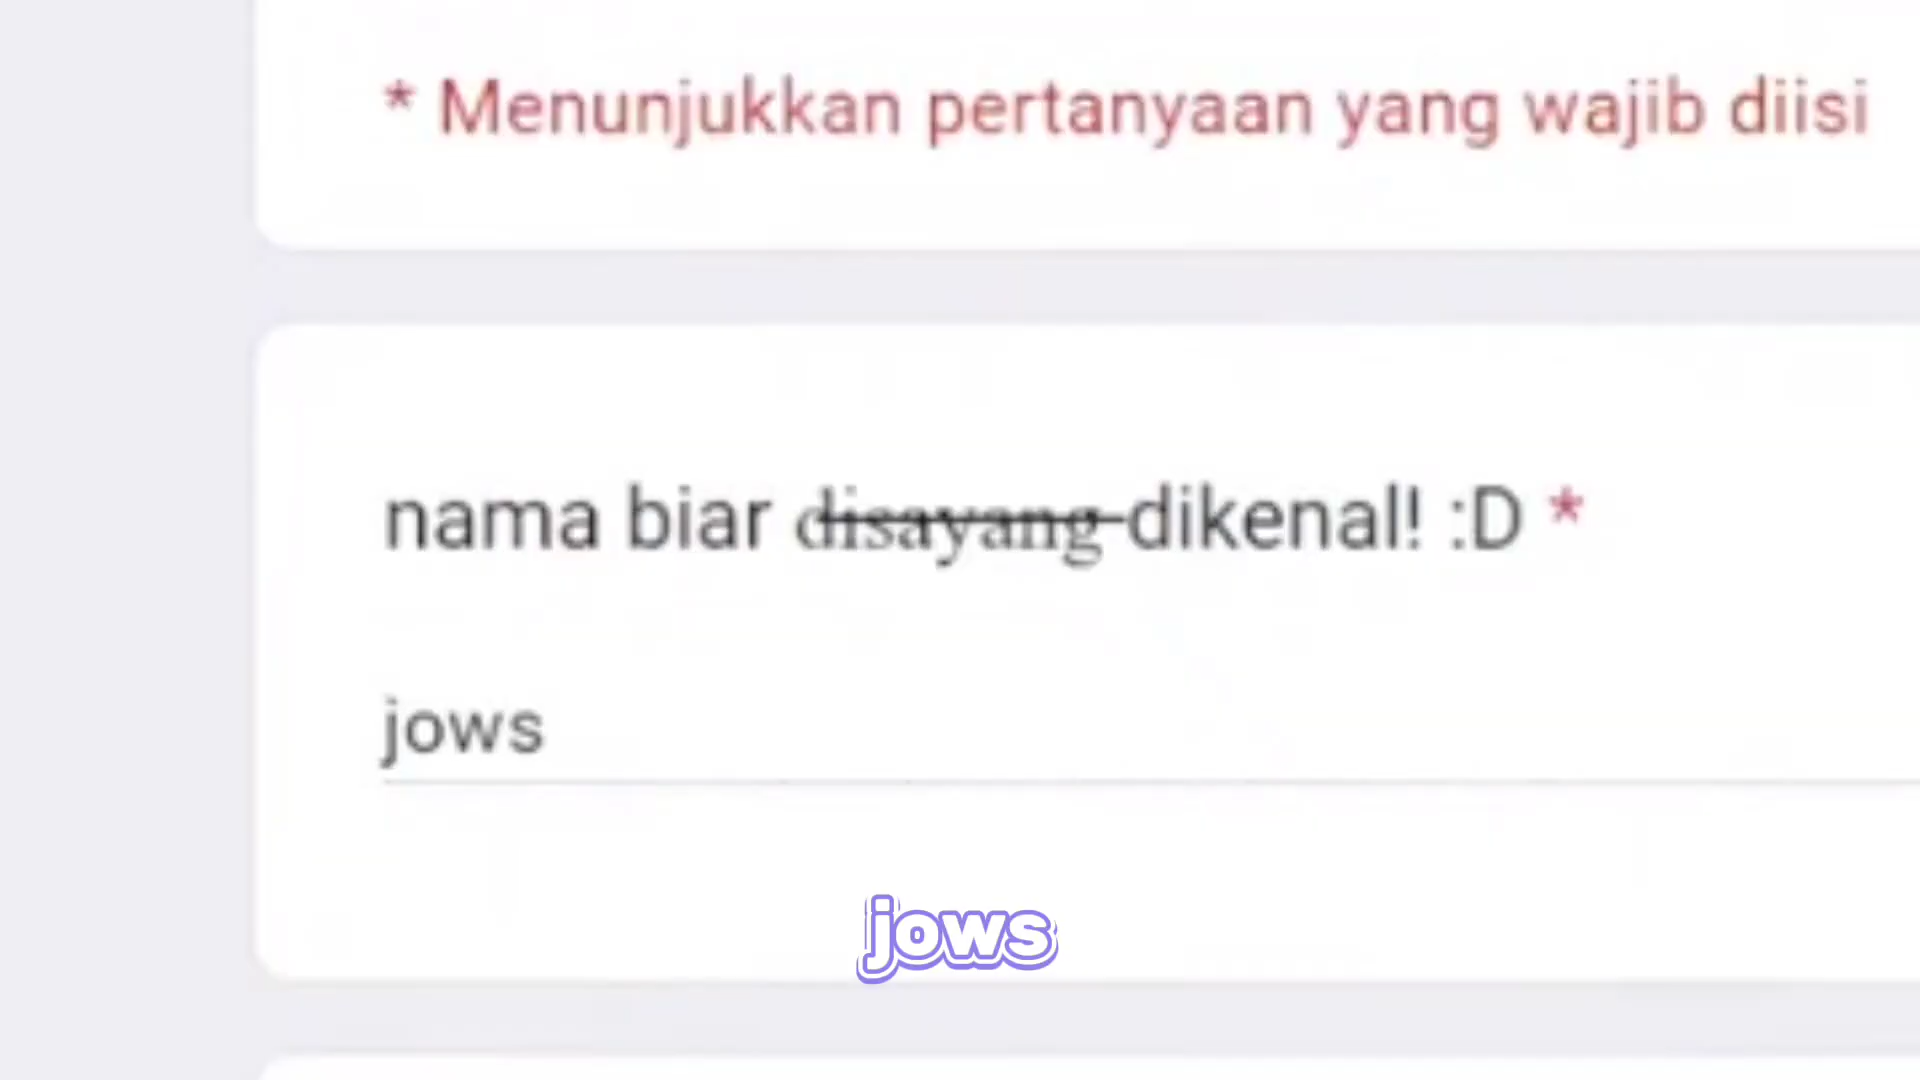 * Menunjukkan pertanyaan yang wajib diisi
nama biar disayang dikenal! :D *
jows
jows